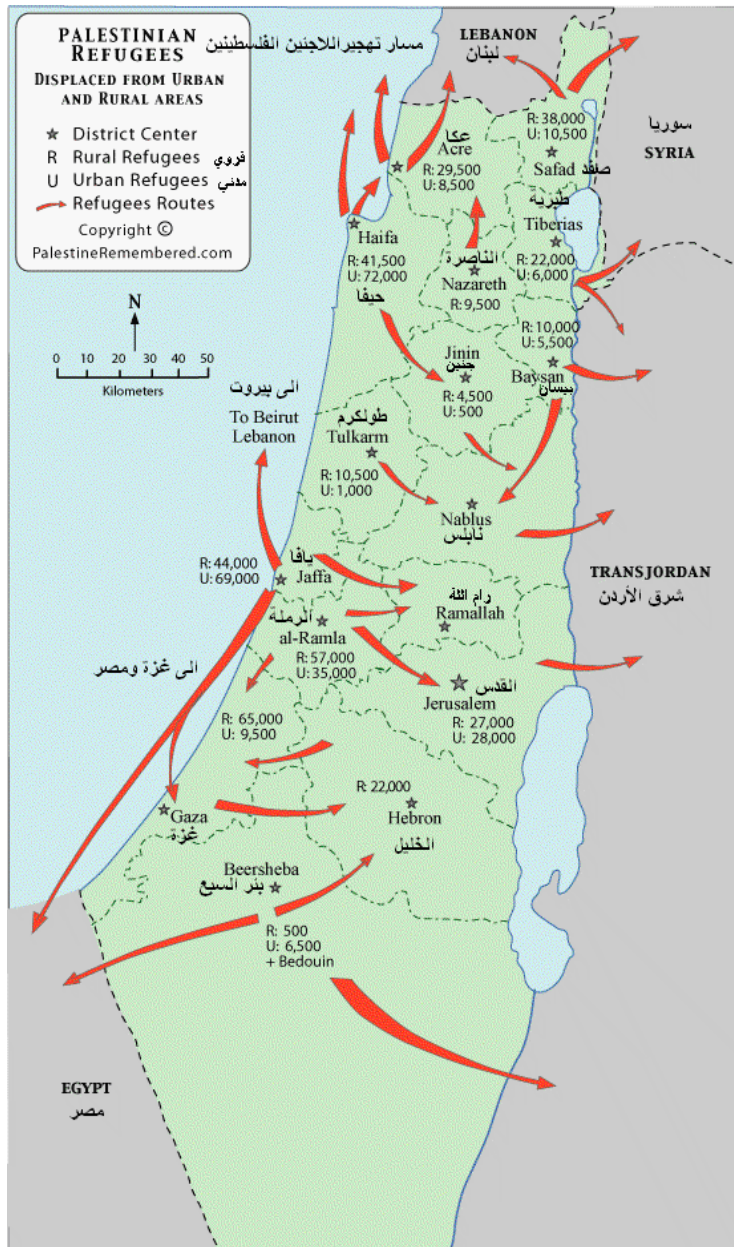 PALESTINIAN
REFUGEES
DISPLACED FROM URBAN
AND RURAL AREAS
District Center
R Rural Refugees قروي
U Urban Refugees مدني
Refugees Routes
Copyright ©
PalestineRemembered.com
مسار تهجيراللاجئين الفلسطينين
LEBANON
لبنان
سوريا
SYRIA
R: 38,000
U: 10,500
Safad صفد
عكا
Acre
R: 29,500
U: 8,500
طبريه
Tiberias
R: 22,000
U: 6,000
Haifa
R: 41,500
U: 72,000
حيفا
الناصرة
Nazareth
R: 9,500
N
0 10 20 30 40 50
Kilometers
R: 10,000
U: 5,500
Baysan
بيسان
Jinin
جنين
R: 4,500
U: 500
الى بيروت
To Beirut
Lebanon
طولكرم
Tulkarm
R: 10,500
U: 1,000
Nablus
نابلس
R: 44,000
U: 69,000
يافا
Jaffa
TRANSJORDAN
شرق الأردن
رام الله
Ramallah
الرملة
al-Ramla
R: 57,000
U: 35,000
الى غزة ومصر
القدس
Jerusalem
R: 27,000
U: 28,000
R: 65,000
U: 9,500
R: 22,000
Hebron
الخليل
Gaza
غزة
Beersheba
بئر السبع
R: 500
U: 6,500
+ Bedouin
EGYPT
مصر